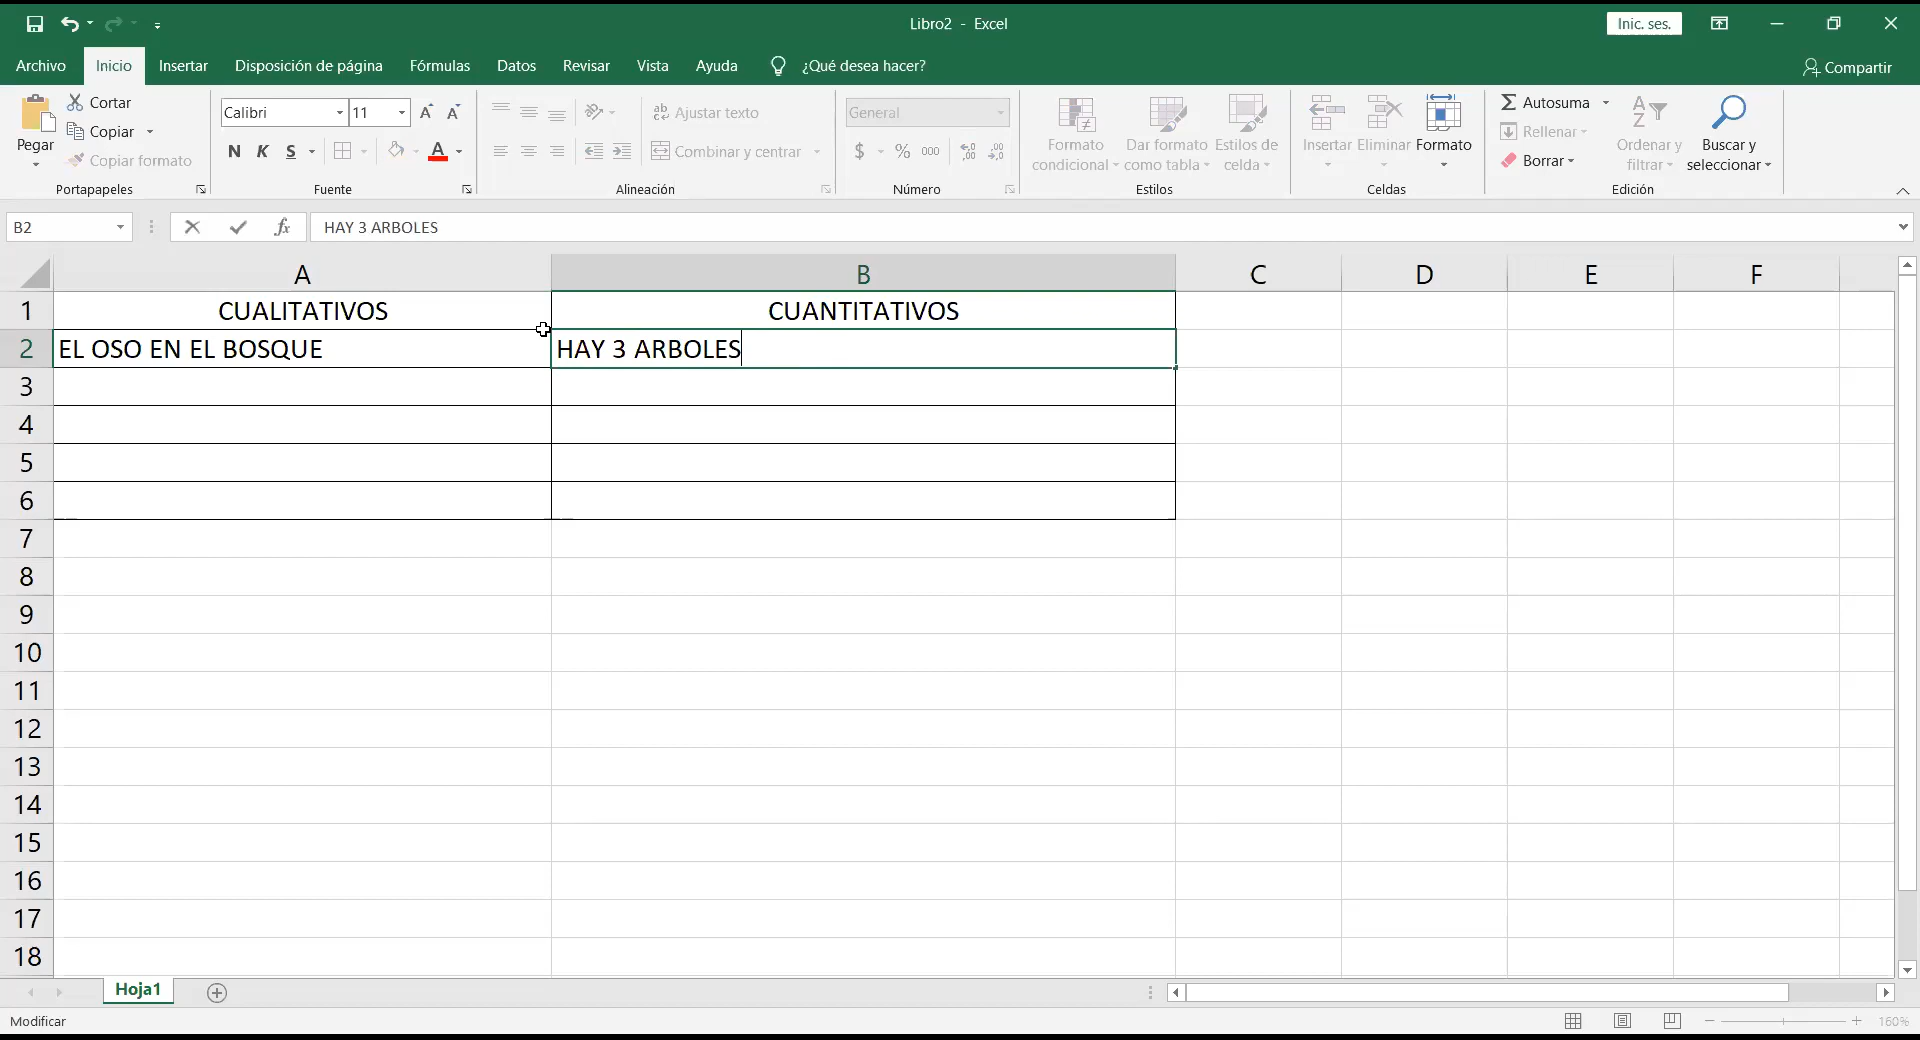 Libro2 - Excel
Inic. ses.
Archivo Inicio Insertar Disposición de página Fórmulas Datos Revisar Vista Ayuda ¿Qué desea hacer? Compartir
Pegar
Cortar
Copiar
Copiar formato
Portapapeles
Calibri 11
N K S A
Fuente
Ajustar texto
Combinar y centrar
Alineación
General
$ % 000
Número
Formato condicional
Dar formato como tabla
Estilos de celda
Estilos
Insertar Eliminar Formato
Celdas
Autosuma
Rellenar
Borrar
Ordenar y filtrar
Buscar y seleccionar
Edición
B2 fx HAY 3 ARBOLES
A B C D E F
1 CUALITATIVOS CUANTITATIVOS
2 EL OSO EN EL BOSQUE HAY 3 ARBOLES
3
4
5
6
7
8
9
10
11
12
13
14
15
16
17
18
Hoja1
Modificar 160%